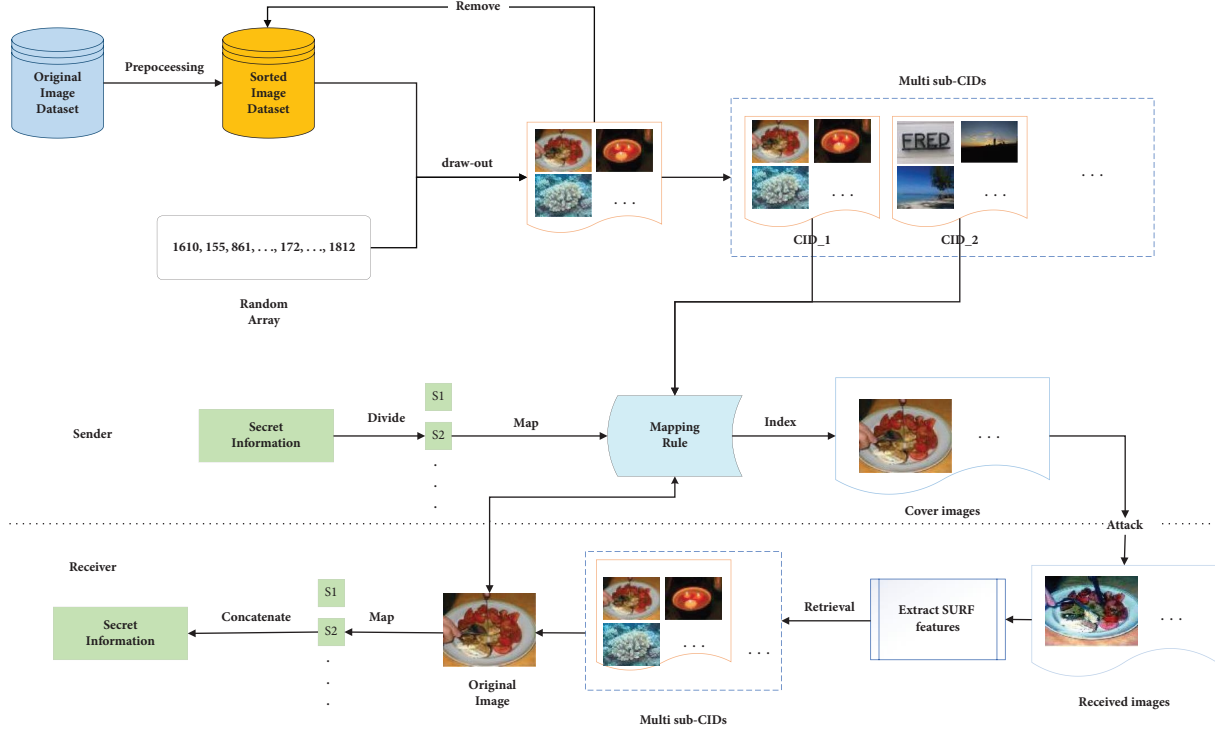 Remove
Original
Image
Dataset
Prepoceessing
Sorted
Image
Dataset
Multi sub-CIDs
draw-out
FRED
. . .
. . .
. . .
. . .
1610, 155, 861, . . ., 172, . . ., 1812
CID_1
CID_2
Random
Array
Sender
Secret
Information
Divide
S1
S2
.
.
.
Map
Mapping
Rule
Index
. . .
Cover images
Attack
Receiver
Secret
Information
Concatenate
S1
S2
.
.
.
Map
Original
Image
. . .
. . .
Multi sub-CIDs
Retrieval
Extract SURF
features
. . .
Received images